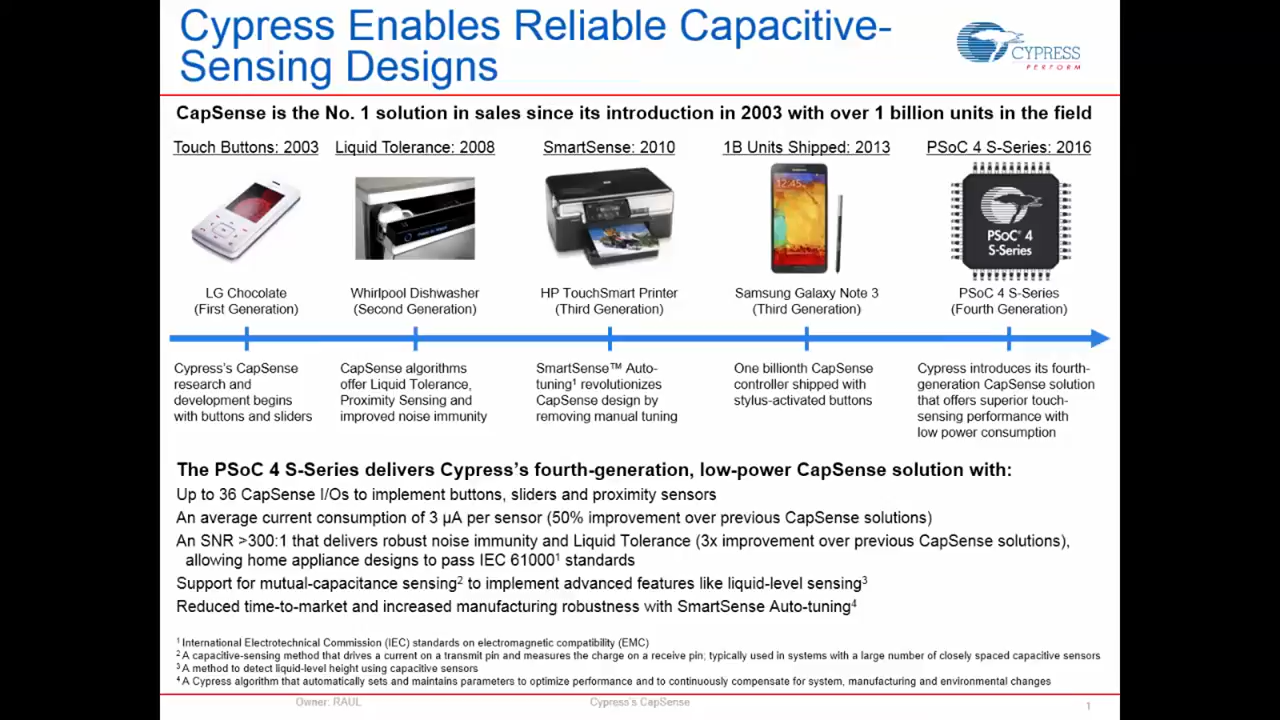 Cypress Enables Reliable Capacitive-
Sensing Designs
CYPRESS
PERFORM
CapSense is the No. 1 solution in sales since its introduction in 2003 with over 1 billion units in the field
Touch Buttons: 2003
Liquid Tolerance: 2008
SmartSense: 2010
1B Units Shipped: 2013
PSoC 4 S-Series: 2016
12:45
PSoC® 4
S-Series
LG Chocolate
(First Generation)
Whirlpool Dishwasher
(Second Generation)
HP TouchSmart Printer
(Third Generation)
Samsung Galaxy Note 3
(Third Generation)
PSoC 4 S-Series
(Fourth Generation)
Cypress's CapSense
research and
development begins
with buttons and sliders
CapSense algorithms
offer Liquid Tolerance,
Proximity Sensing and
improved noise immunity
SmartSense™ Auto-
tuning¹ revolutionizes
CapSense design by
removing manual tuning
One billionth CapSense
controller shipped with
stylus-activated buttons
Cypress introduces its fourth-
generation CapSense solution
that offers superior touch-
sensing performance with
low power consumption
The PSoC 4 S-Series delivers Cypress's fourth-generation, low-power CapSense solution with:
Up to 36 CapSense I/Os to implement buttons, sliders and proximity sensors
An average current consumption of 3 µA per sensor (50% improvement over previous CapSense solutions)
An SNR >300:1 that delivers robust noise immunity and Liquid Tolerance (3x improvement over previous CapSense solutions),
allowing home appliance designs to pass IEC 61000¹ standards
Support for mutual-capacitance sensing² to implement advanced features like liquid-level sensing³
Reduced time-to-market and increased manufacturing robustness with SmartSense Auto-tuning⁴
¹ International Electrotechnical Commission (IEC) standards on electromagnetic compatibility (EMC)
² A capacitive-sensing method that drives a current on a transmit pin and measures the charge on a receive pin; typically used in systems with a large number of closely spaced capacitive sensors
³ A method to detect liquid-level height using capacitive sensors
⁴ A Cypress algorithm that automatically sets and maintains parameters to optimize performance and to continuously compensate for system, manufacturing and environmental changes
Owner: RAUL
Cypress's CapSense
1